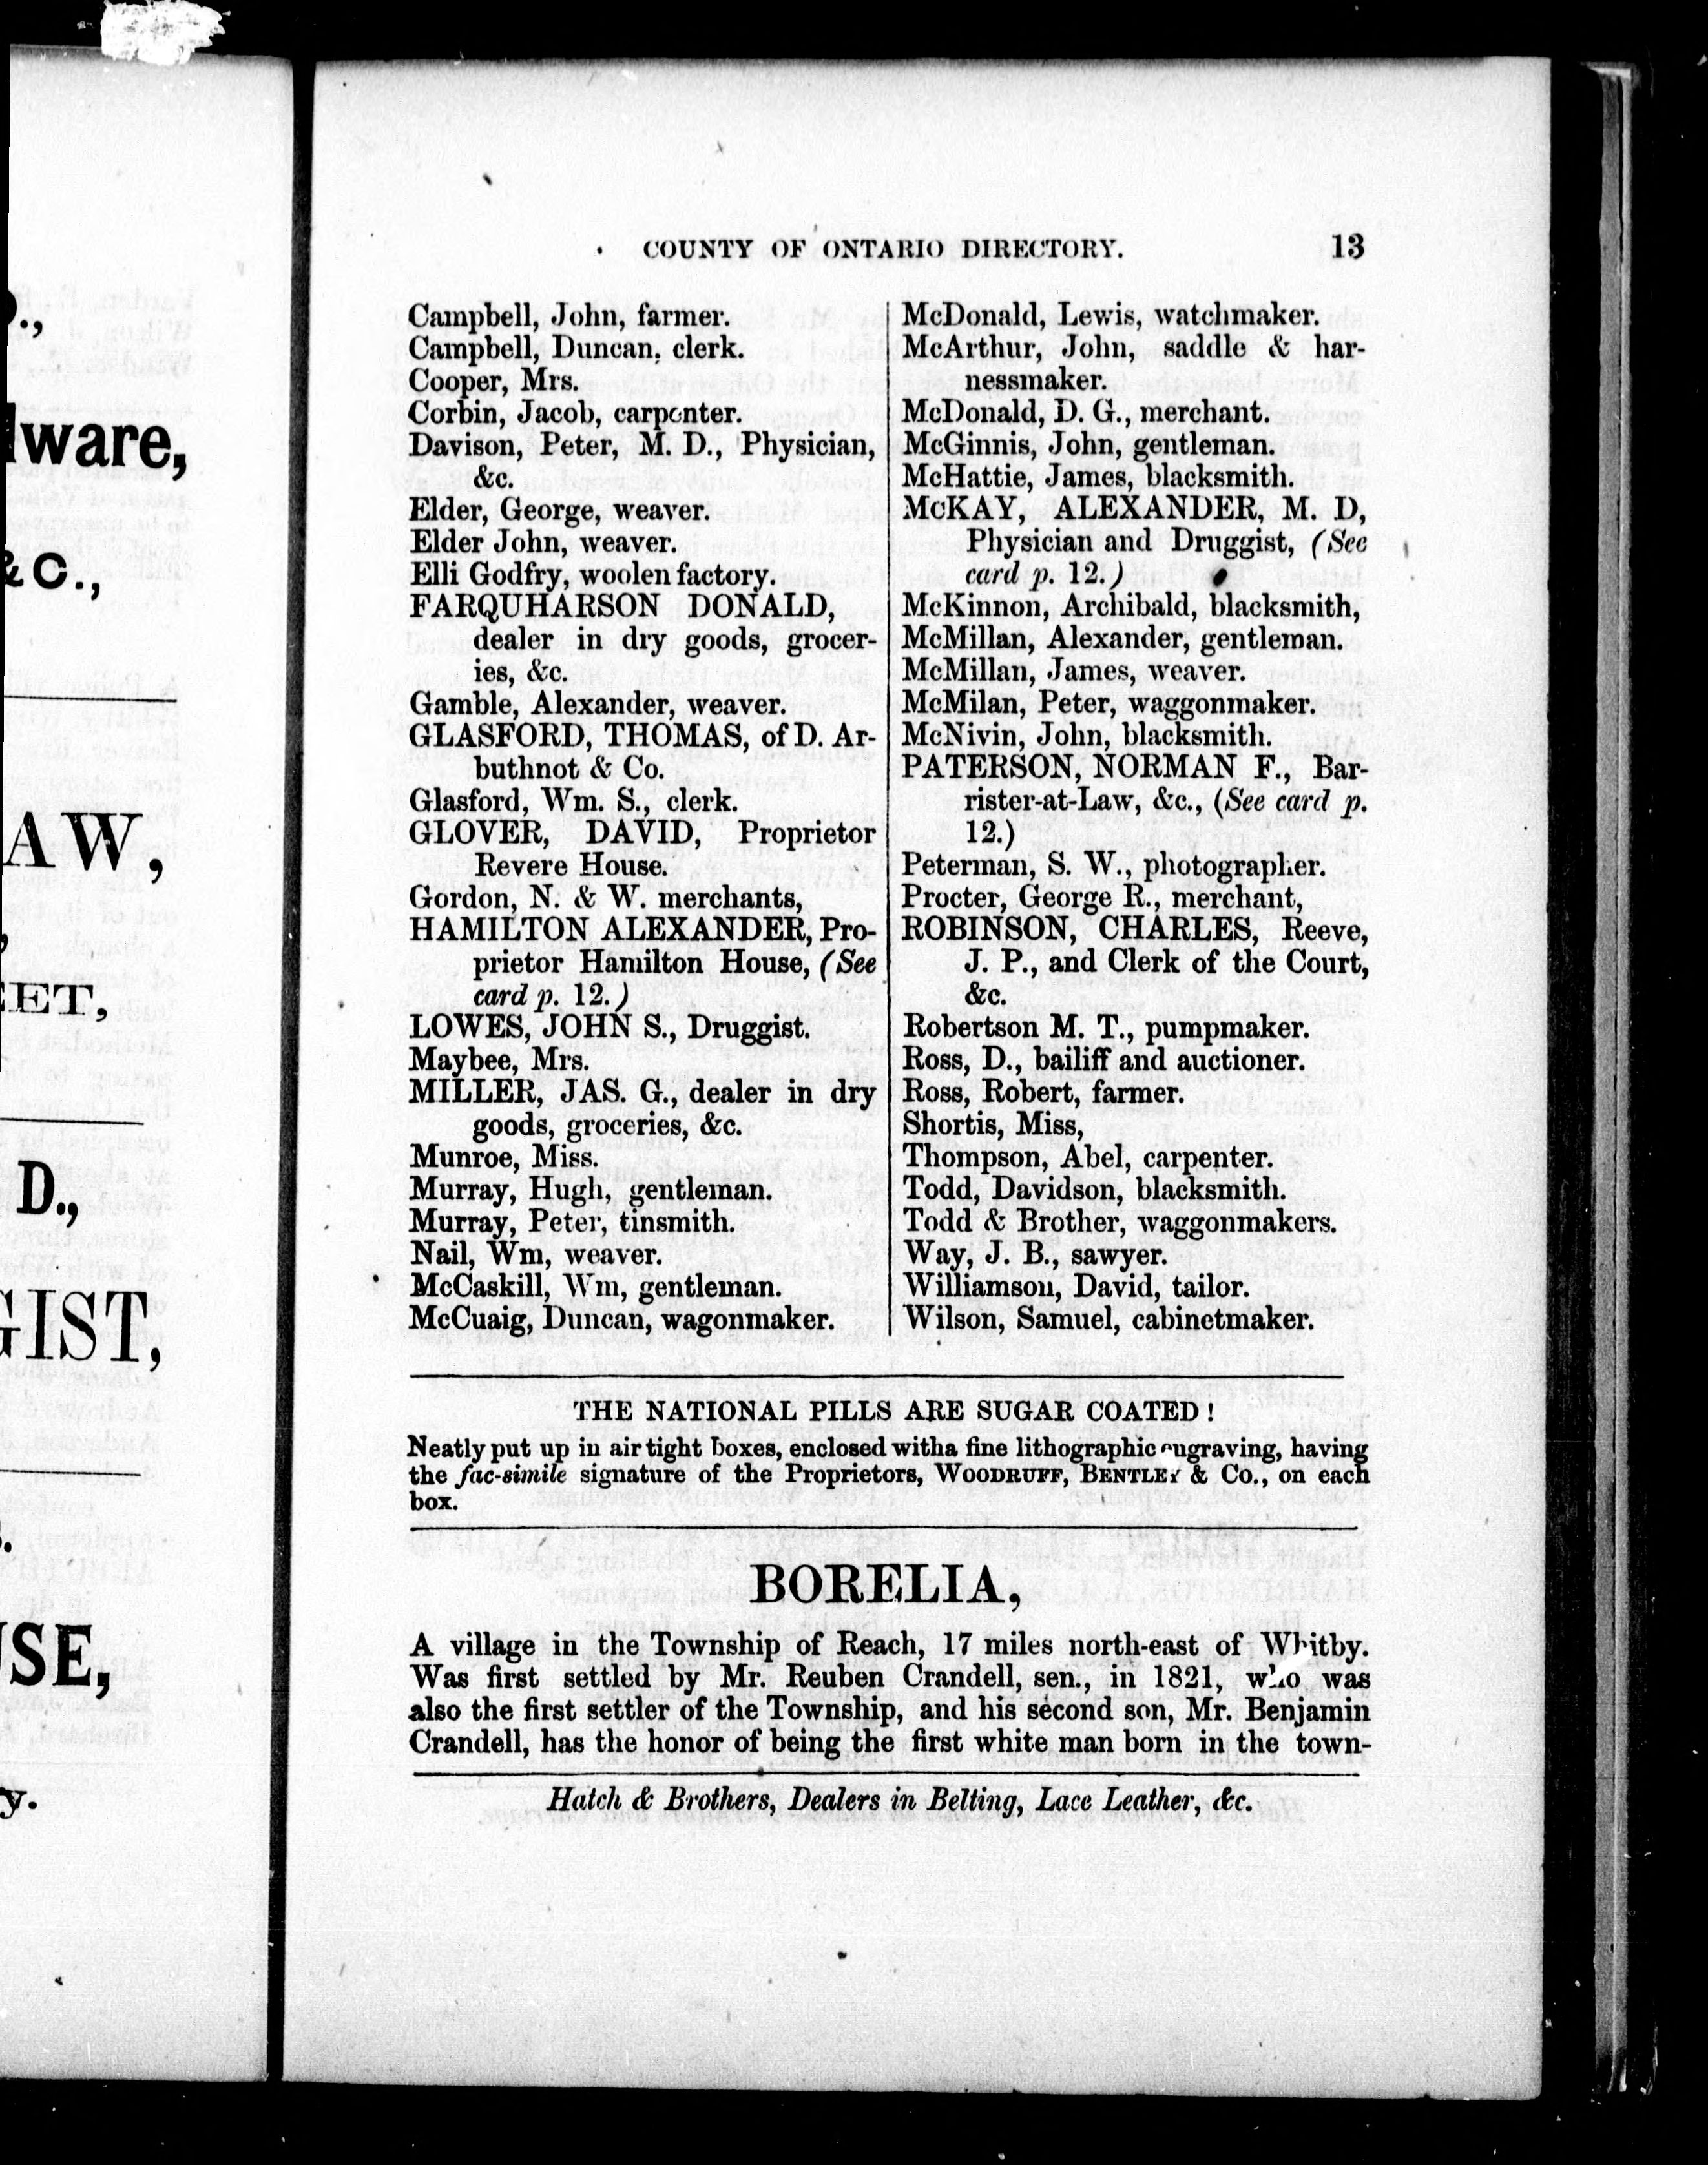 ware,
&C.,
AW,
EET,
D.,
GIST,
SE,
y.
COUNTY OF ONTARIO DIRECTORY. 13
Campbell, John, farmer.
Campbell, Duncan, clerk.
Cooper, Mrs.
Corbin, Jacob, carpenter.
Davison, Peter, M. D., Physician,
&c.
Elder, George, weaver.
Elder John, weaver.
Elli Godfry, woolen factory.
FARQUHARSON DONALD,
dealer in dry goods, grocer-
ies, &c.
Gamble, Alexander, weaver.
GLASFORD, THOMAS, of D. Ar-
buthnot & Co.
Glasford, Wm. S., clerk.
GLOVER, DAVID, Proprietor
Revere House.
Gordon, N. & W. merchants,
HAMILTON ALEXANDER, Pro-
prietor Hamilton House, (See
card p. 12.)
LOWES, JOHN S., Druggist.
Maybee, Mrs.
MILLER, JAS. G., dealer in dry
goods, groceries, &c.
Munroe, Miss.
Murray, Hugh, gentleman.
Murray, Peter, tinsmith.
Nail, Wm, weaver.
McCaskill, Wm, gentleman.
McCuaig, Duncan, wagonmaker.
McDonald, Lewis, watchmaker.
McArthur, John, saddle & har-
nessmaker.
McDonald, D. G., merchant.
McGinnis, John, gentleman.
McHattie, James, blacksmith.
McKAY, ALEXANDER, M. D,
Physician and Druggist, (See
card p. 12.)
McKinnon, Archibald, blacksmith,
McMillan, Alexander, gentleman.
McMillan, James, weaver.
McMilan, Peter, waggonmaker.
McNivin, John, blacksmith.
PATERSON, NORMAN F., Bar-
rister-at-Law, &c., (See card p.
12.)
Peterman, S. W., photographer.
Procter, George R., merchant,
ROBINSON, CHARLES, Reeve,
J. P., and Clerk of the Court,
&c.
Robertson M. T., pumpmaker.
Ross, D., bailiff and auctioner.
Ross, Robert, farmer.
Shortis, Miss,
Thompson, Abel, carpenter.
Todd, Davidson, blacksmith.
Todd & Brother, waggonmakers.
Way, J. B., sawyer.
Williamson, David, tailor.
Wilson, Samuel, cabinetmaker.
THE NATIONAL PILLS ARE SUGAR COATED !
Neatly put up in air tight boxes, enclosed witha fine lithographic engraving, having
the fac-simile signature of the Proprietors, WOODRUFF, BENTLEY & Co., on each
box.
BORELIA,
A village in the Township of Reach, 17 miles north-east of Whitby.
Was first settled by Mr. Reuben Crandell, sen., in 1821, who was
also the first settler of the Township, and his second son, Mr. Benjamin
Crandell, has the honor of being the first white man born in the town-
Hatch & Brothers, Dealers in Belting, Lace Leather, &c.